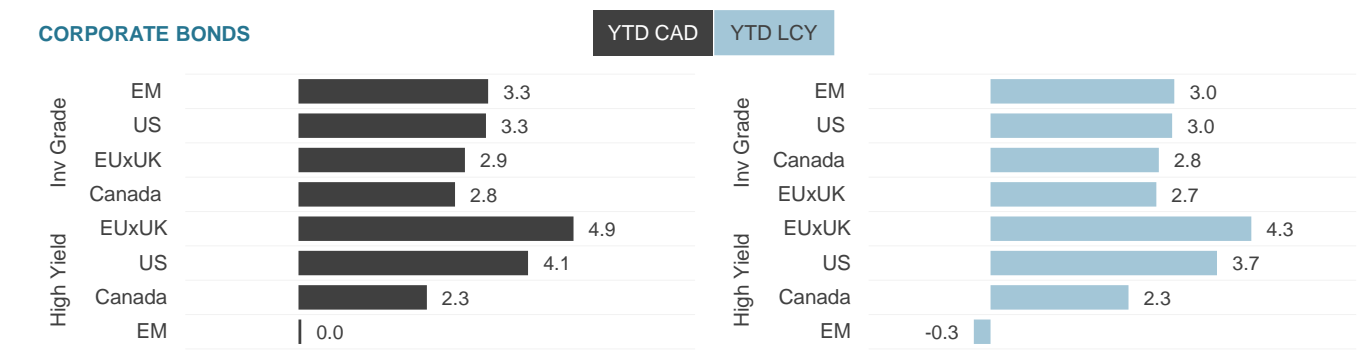 CORPORATE BONDS
YTD CAD YTD LCY
Inv Grade
EM 3.3
US 3.3
EUxUK 2.9
Canada 2.8
High Yield
EUxUK 4.9
US 4.1
Canada 2.3
EM 0.0
Inv Grade
EM 3.0
US 3.0
Canada 2.8
EUxUK 2.7
High Yield
EUxUK 4.3
US 3.7
Canada 2.3
EM -0.3